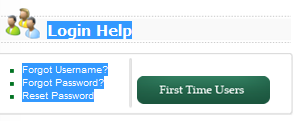 Login Help
Forgot Username?
Forgot Password?
Reset Password
First Time Users